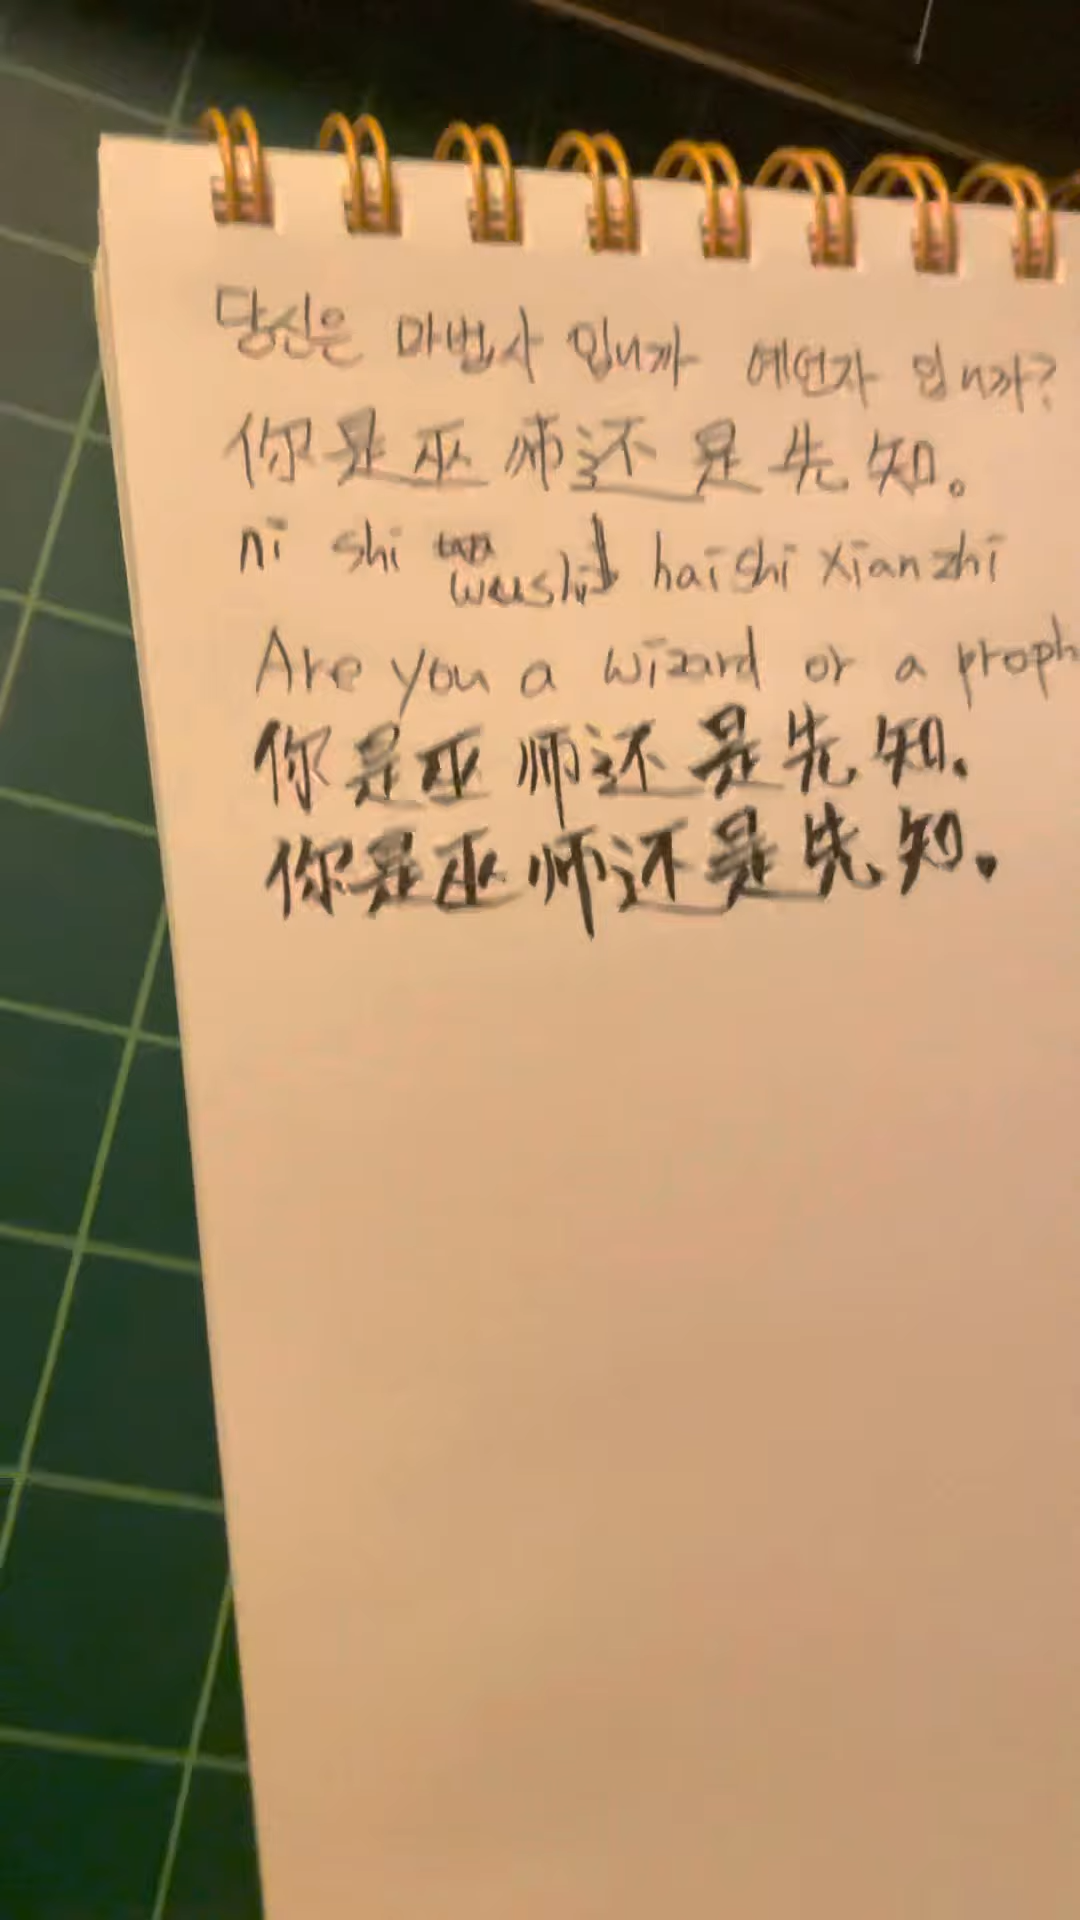 당신은 마법사 입니까 예언자 입니까?
你是巫师还是先知。
ni shi wushi haishi xianzhi
Are you a wizard or a proph
你是巫师还是先知.
你是巫师还是先知.